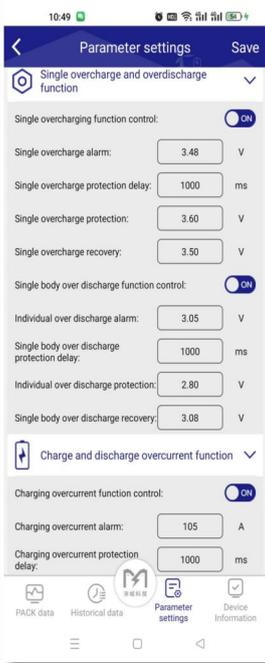 10:49
54
Parameter settings
Save
Single overcharge and overdischarge
function
Single overcharging function control:
ON
Single overcharge alarm:
3.48
V
Single overcharge protection delay:
1000
ms
Single overcharge protection:
3.60
V
Single overcharge recovery:
3.50
V
Single body over discharge function control:
ON
Individual over discharge alarm:
3.05
V
Single body over discharge
protection delay:
1000
ms
Individual over discharge protection:
2.80
V
Single body over discharge recovery:
3.08
V
Charge and discharge overcurrent function
Charging overcurrent function control:
ON
Charging overcurrent alarm:
105
A
Charging overcurrent protection
delay:
1000
ms
PACK data
Historical data
Parameter
settings
Device
Information